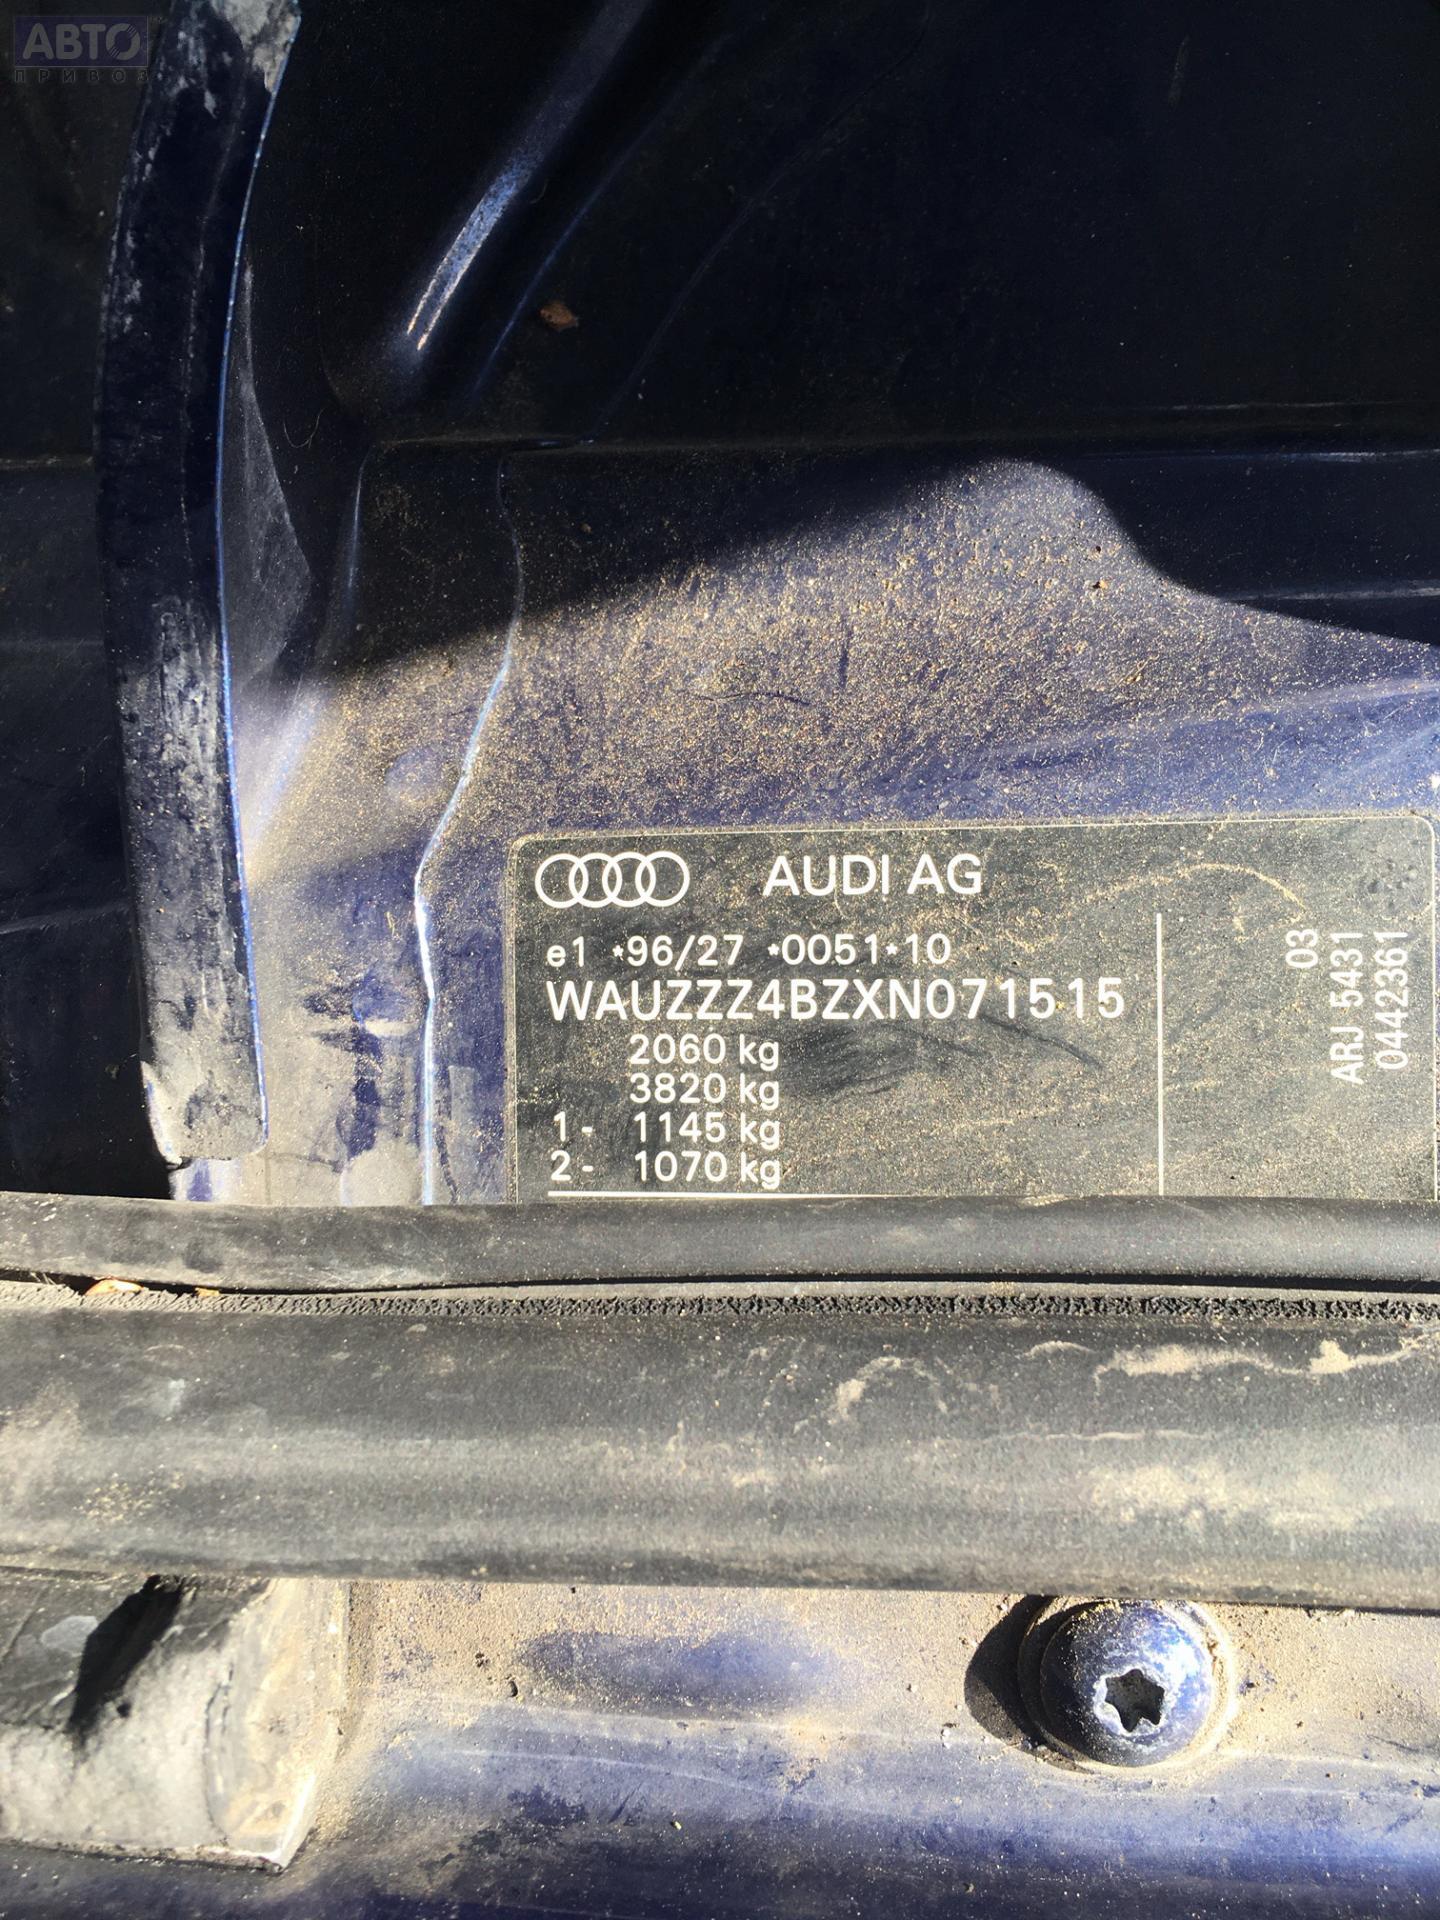 АВТО
ПРИВОЗ
AUDI AG
e1 *96/27 *0051*10
WAUZZZ4BZXN071515
2060 kg
3820 kg
1- 1145 kg
2- 1070 kg
03
ARJ 5431
0442361